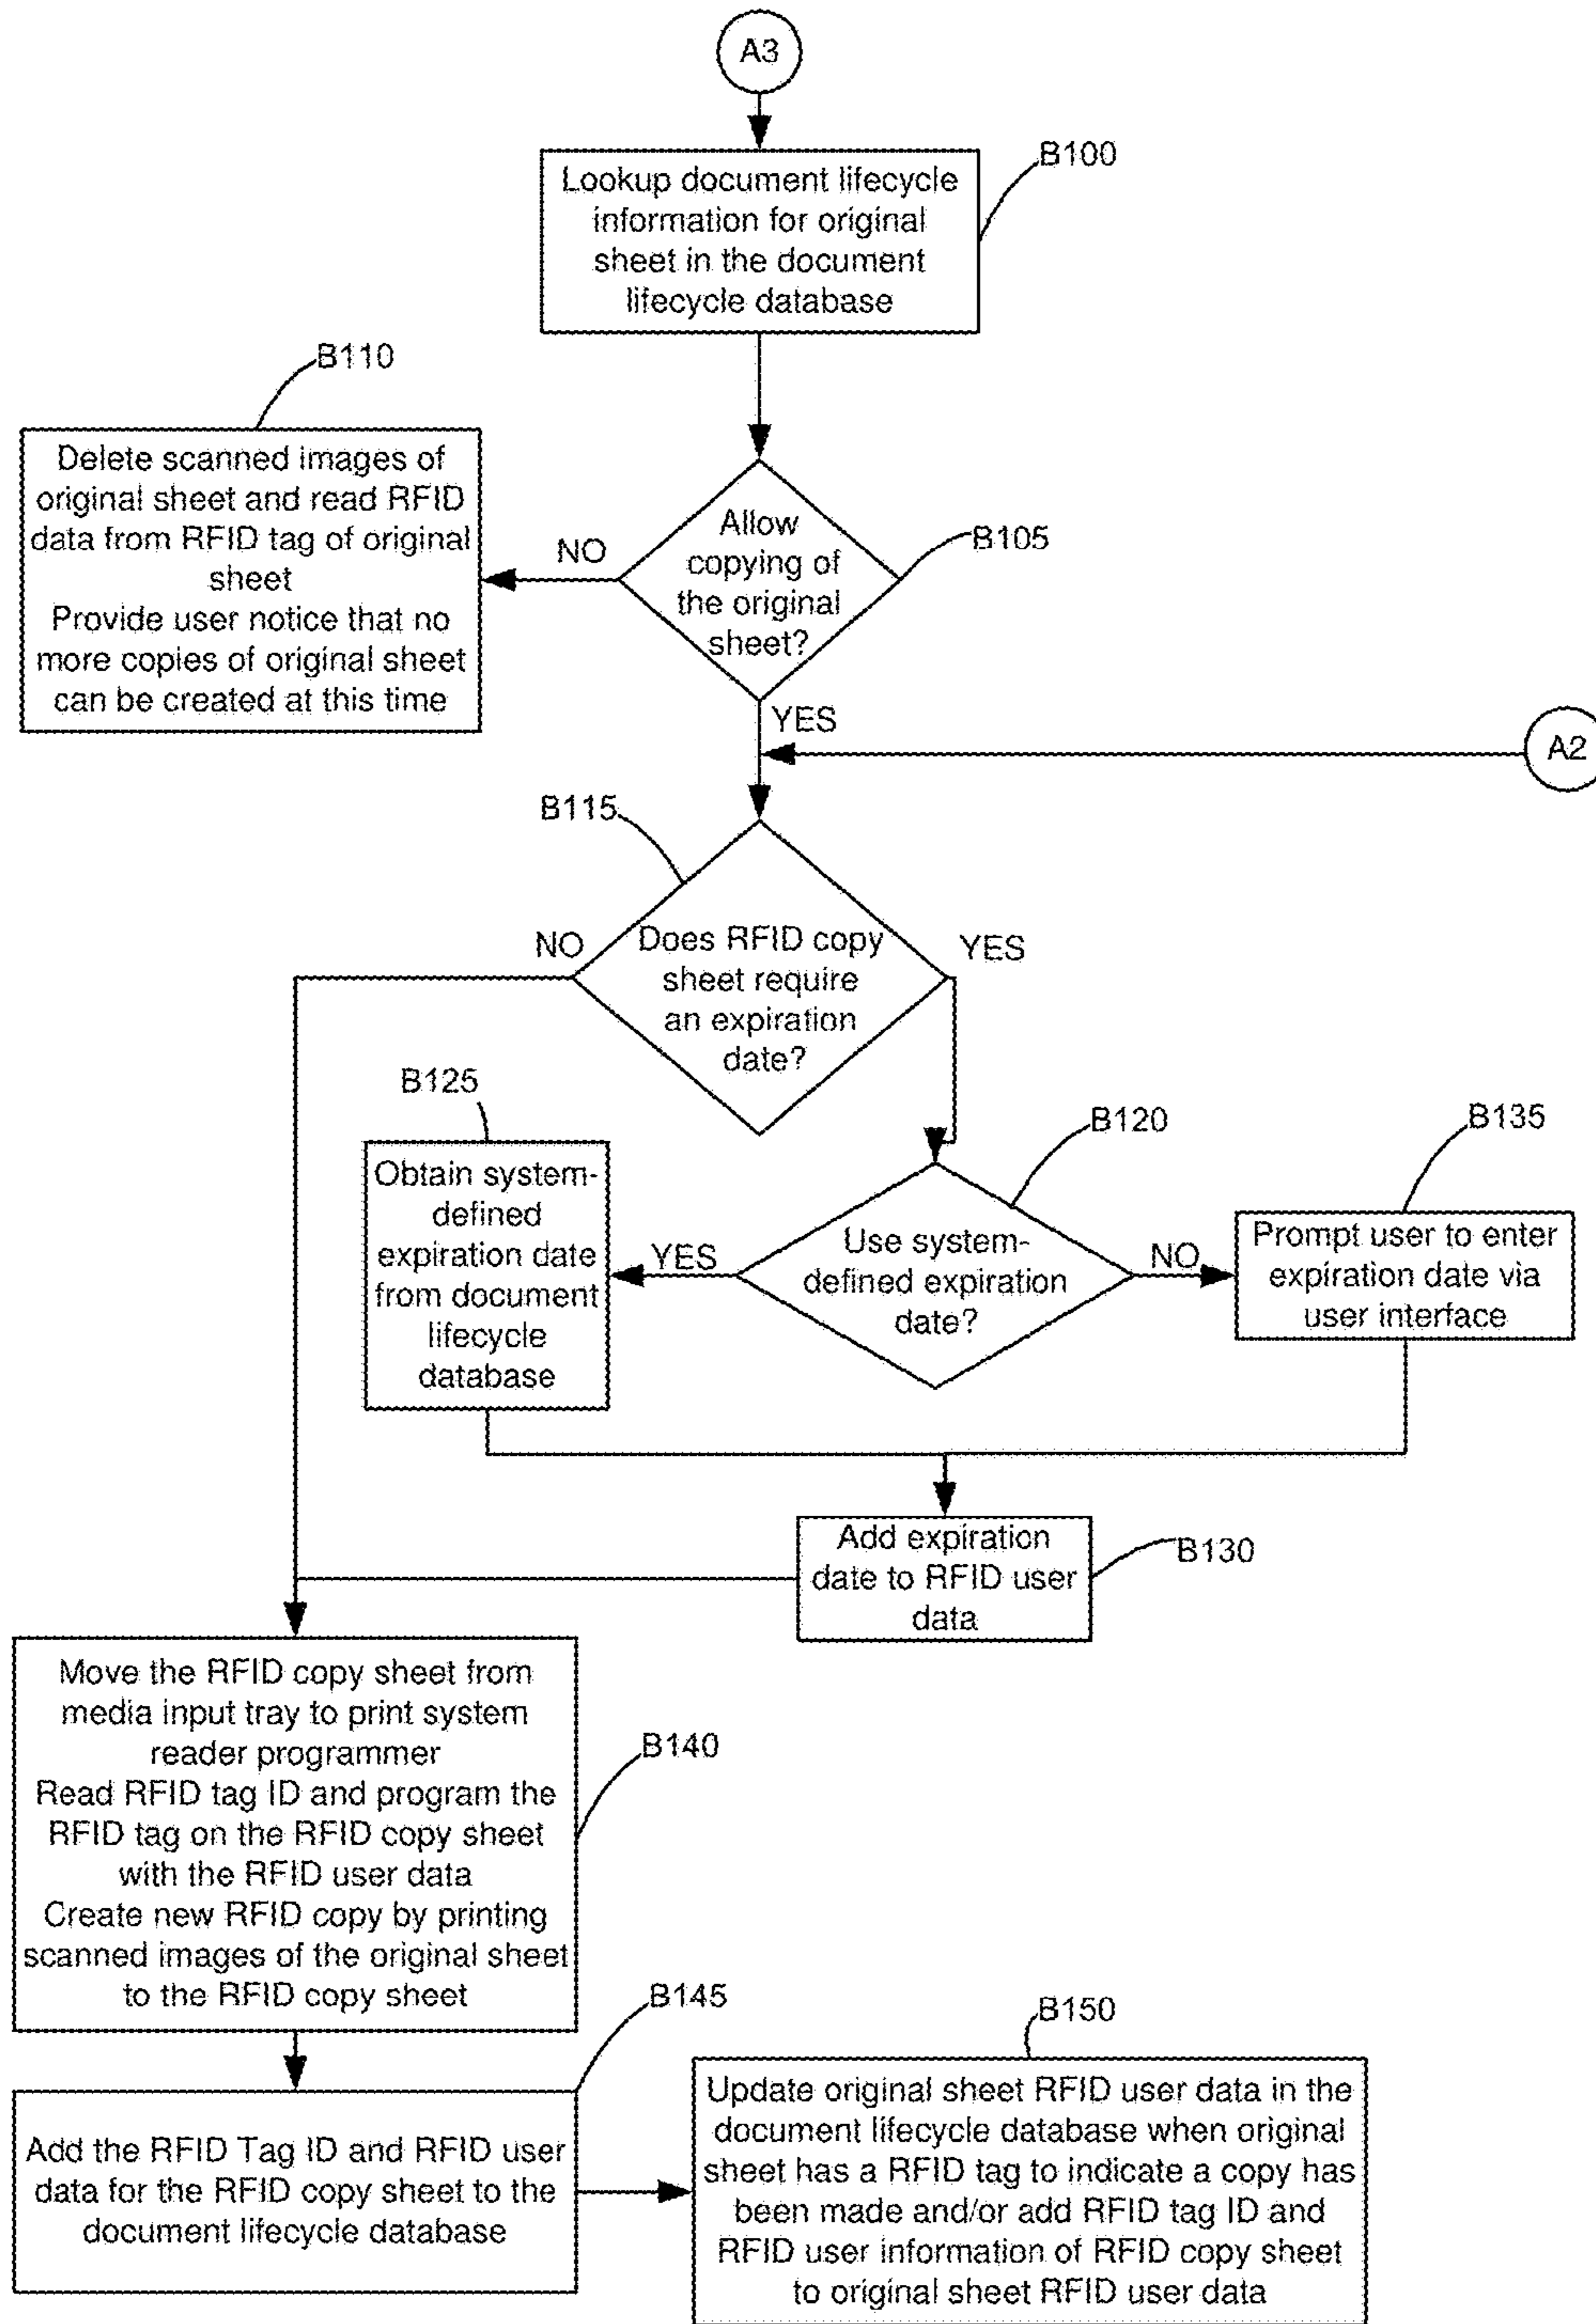 A3
B100
Lookup document lifecycle
information for original
sheet in the document
lifecycle database
B110
Delete scanned images of
original sheet and read RFID
data from RFID tag of original
sheet
Provide user notice that no
more copies of original sheet
can be created at this time
NO
Allow
copying of
the original
sheet?
B105
YES
A2
B115
NO
Does RFID copy
sheet require
an expiration
date?
YES
B125
Obtain system-
defined
expiration date
from document
lifecycle
database
YES
B120
Use system-
defined expiration
date?
NO
B135
Prompt user to enter
expiration date via
user interface
Add expiration
date to RFID user
data
B130
Move the RFID copy sheet from
media input tray to print system
reader programmer
Read RFID tag ID and program the
RFID tag on the RFID copy sheet
with the RFID user data
Create new RFID copy by printing
scanned images of the original sheet
to the RFID copy sheet
B140
B145
Add the RFID Tag ID and RFID user
data for the RFID copy sheet to the
document lifecycle database
B150
Update original sheet RFID user data in the
document lifecycle database when original
sheet has a RFID tag to indicate a copy has
been made and/or add RFID tag ID and
RFID user information of RFID copy sheet
to original sheet RFID user data